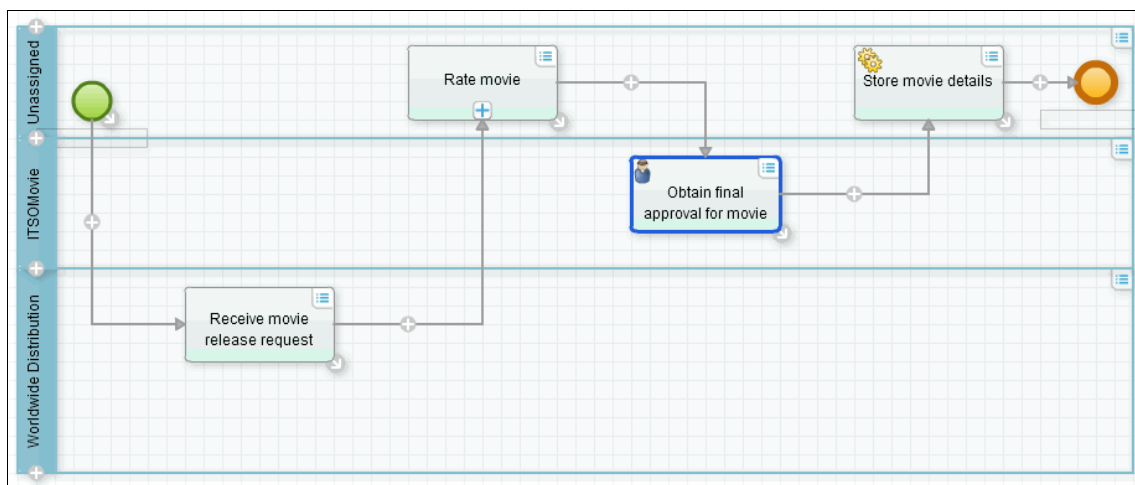 Unassigned
Rate movie
Store movie details
ITSOMovie
Obtain final
approval for movie
Worldwide Distribution
Receive movie
release request